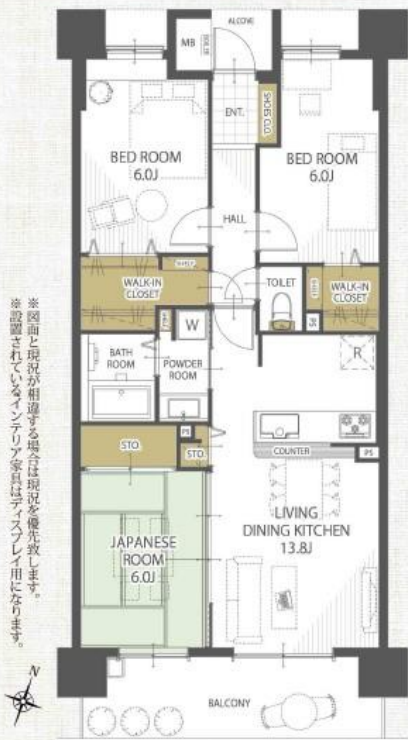 ALCOVE
MB
ENT.
SHOES CLO.
BED ROOM
6.0J
BED ROOM
6.0J
HALL
SHELF
WALK-IN
CLOSET
TOILET
SHELF
WALK-IN
CLOSET
PS
W
BATH
ROOM
POWDER
ROOM
R
PS
STO.
STO.
COUNTER
PS
LIVING
DINING KITCHEN
13.8J
JAPANESE
ROOM
6.0J
BALCONY
※図面と現況が相違する場合は現況を優先致します。
※設置されているインテリア家具はディスプレイ用になります。
N